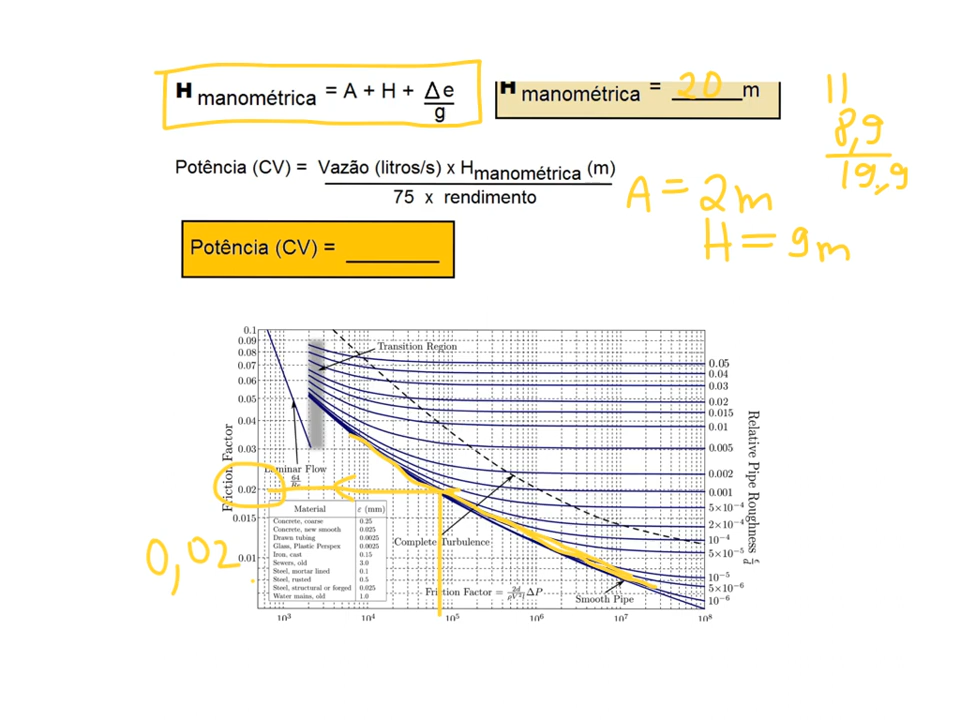 H manométrica = A + H + Δe
g
H manométrica = 20 m
11
8,9
19,9
Potência (CV) = Vazão (litros/s) x H manométrica (m)
75 x rendimento
A = 2m
H = 9m
Potência (CV) = ______
0.1
0.09
0.08
0.07
0.06
0.05
0.04
0.03
0.02
0.015
0.01
Friction Factor
Transition Region
Laminar Flow
64
Re
Material ε (mm)
Concrete, coarse 0.25
Concrete, new smooth 0.025
Drawn tubing 0.0025
Glass, Plastic Perspex 0.0025
Iron, cast 0.15
Sewers, old 3.0
Steel, mortar lined 0.1
Steel, rusted 0.5
Steel, structural or forged 0.025
Water mains, old 1.0
Complete Turbulence
Friction Factor = 2d/ρV²l ΔP
Smooth Pipe
0.05
0.04
0.03
0.02
0.015
0.01
0.005
0.002
0.001
5×10⁻⁴
2×10⁻⁴
10⁻⁴
5×10⁻⁵
10⁻⁵
5×10⁻⁶
10⁻⁶
Relative Pipe Roughness ε/d
10³ 10⁴ 10⁵ 10⁶ 10⁷ 10⁸
0,02.